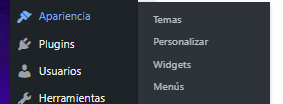 Apariencia
Temas
Personalizar
Widgets
Menús
Plugins
Usuarios
Herramientas